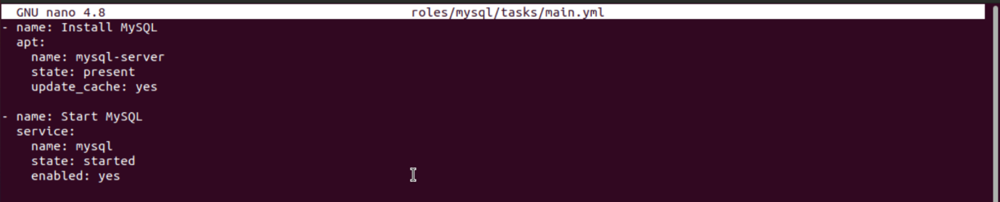 GNU nano 4.8 roles/mysql/tasks/main.yml
- name: Install MySQL
  apt:
    name: mysql-server
    state: present
    update_cache: yes

- name: Start MySQL
  service:
    name: mysql
    state: started
    enabled: yes